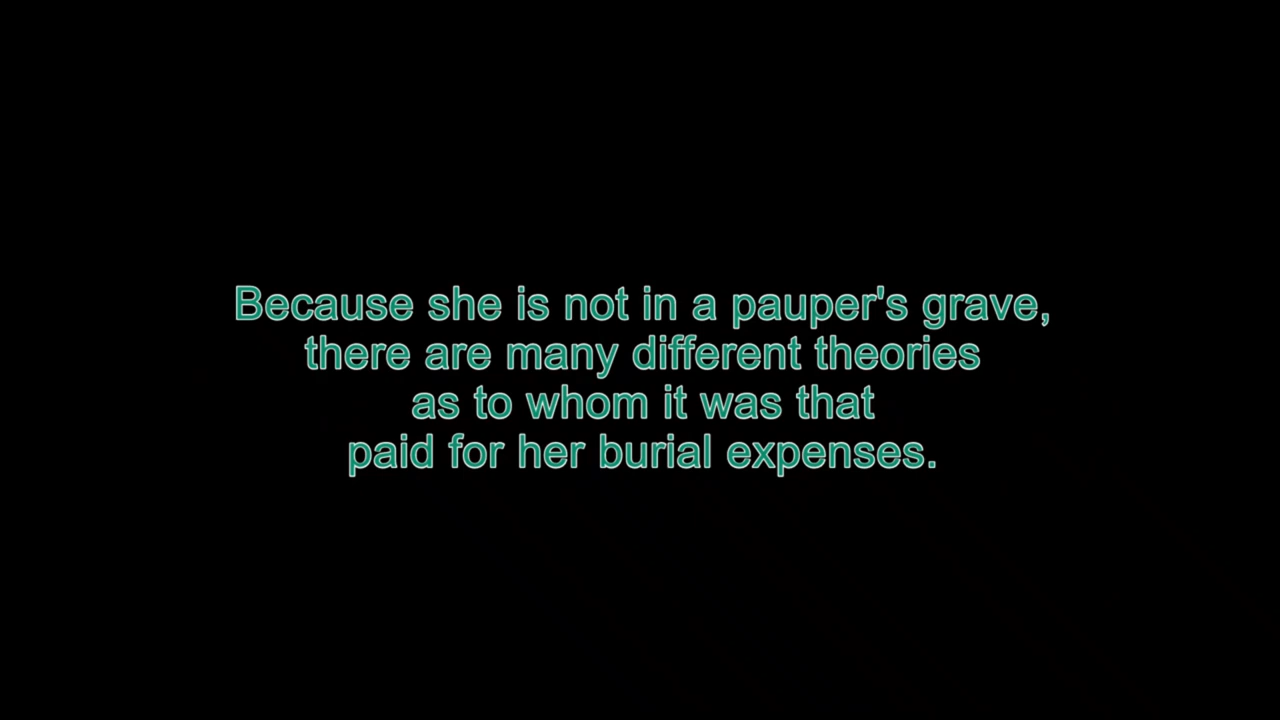 Because she is not in a pauper's grave,
there are many different theories
as to whom it was that
paid for her burial expenses.